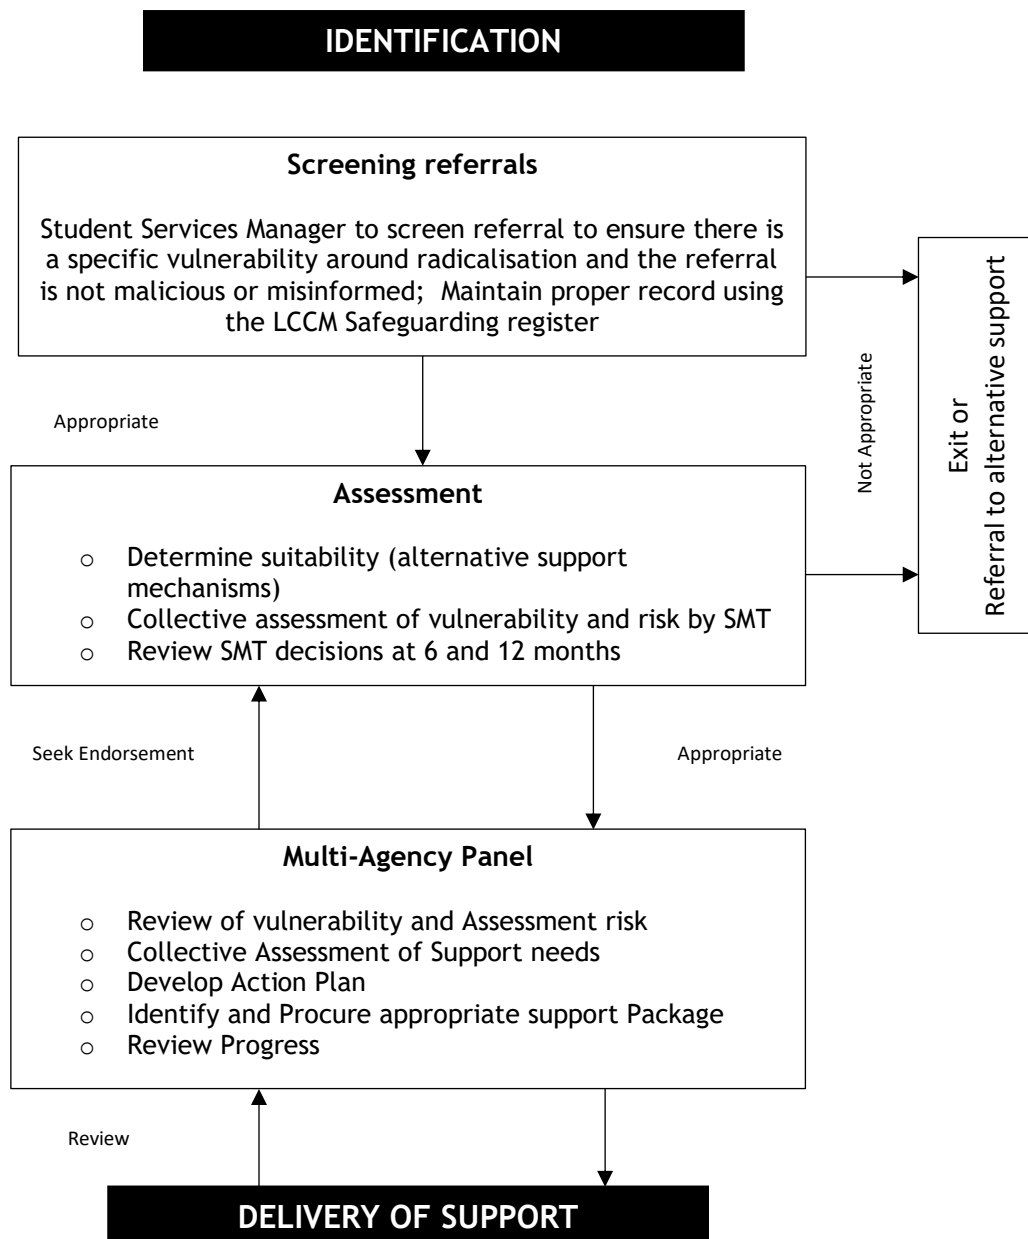 IDENTIFICATION
Screening referrals
Student Services Manager to screen referral to ensure there is
a specific vulnerability around radicalisation and the referral
is not malicious or misinformed;  Maintain proper record using
the LCCM Safeguarding register
Appropriate
Not Appropriate
Exit or
Referral to alternative support
Assessment
o Determine suitability (alternative support
mechanisms)
o Collective assessment of vulnerability and risk by SMT
o Review SMT decisions at 6 and 12 months
Seek Endorsement
Appropriate
Multi-Agency Panel
o Review of vulnerability and Assessment risk
o Collective Assessment of Support needs
o Develop Action Plan
o Identify and Procure appropriate support Package
o Review Progress
Review
DELIVERY OF SUPPORT